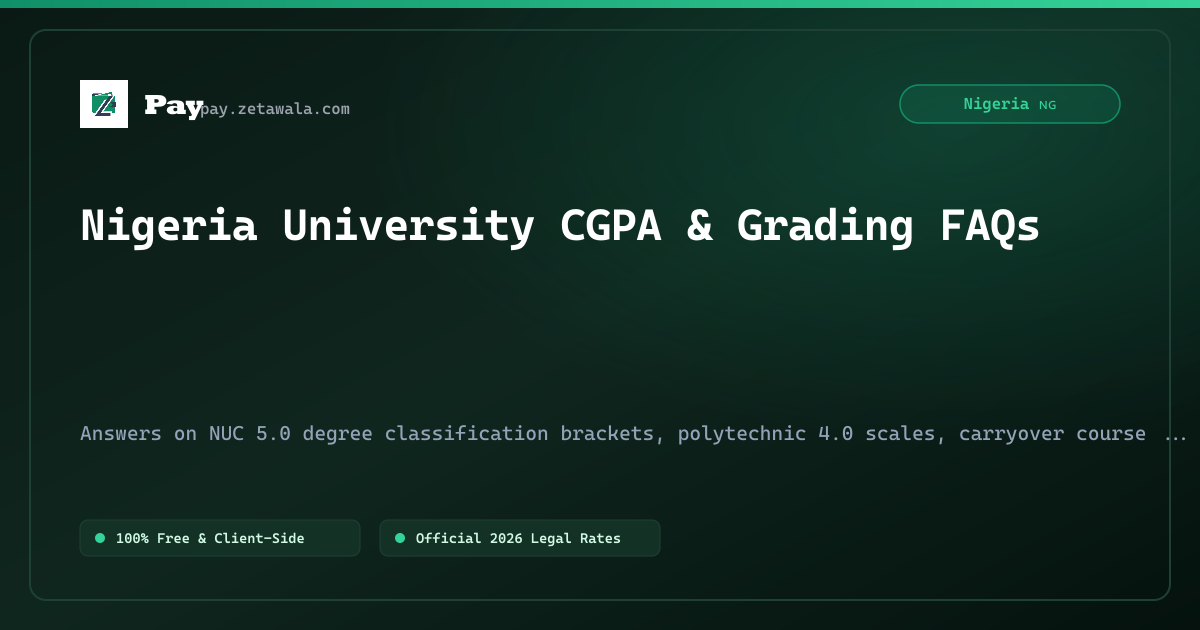 Pay pay.zetawala.com
Nigeria NG
Nigeria University CGPA & Grading FAQs
Answers on NUC 5.0 degree classification brackets, polytechnic 4.0 scales, carryover course ...
100% Free & Client-Side
Official 2026 Legal Rates